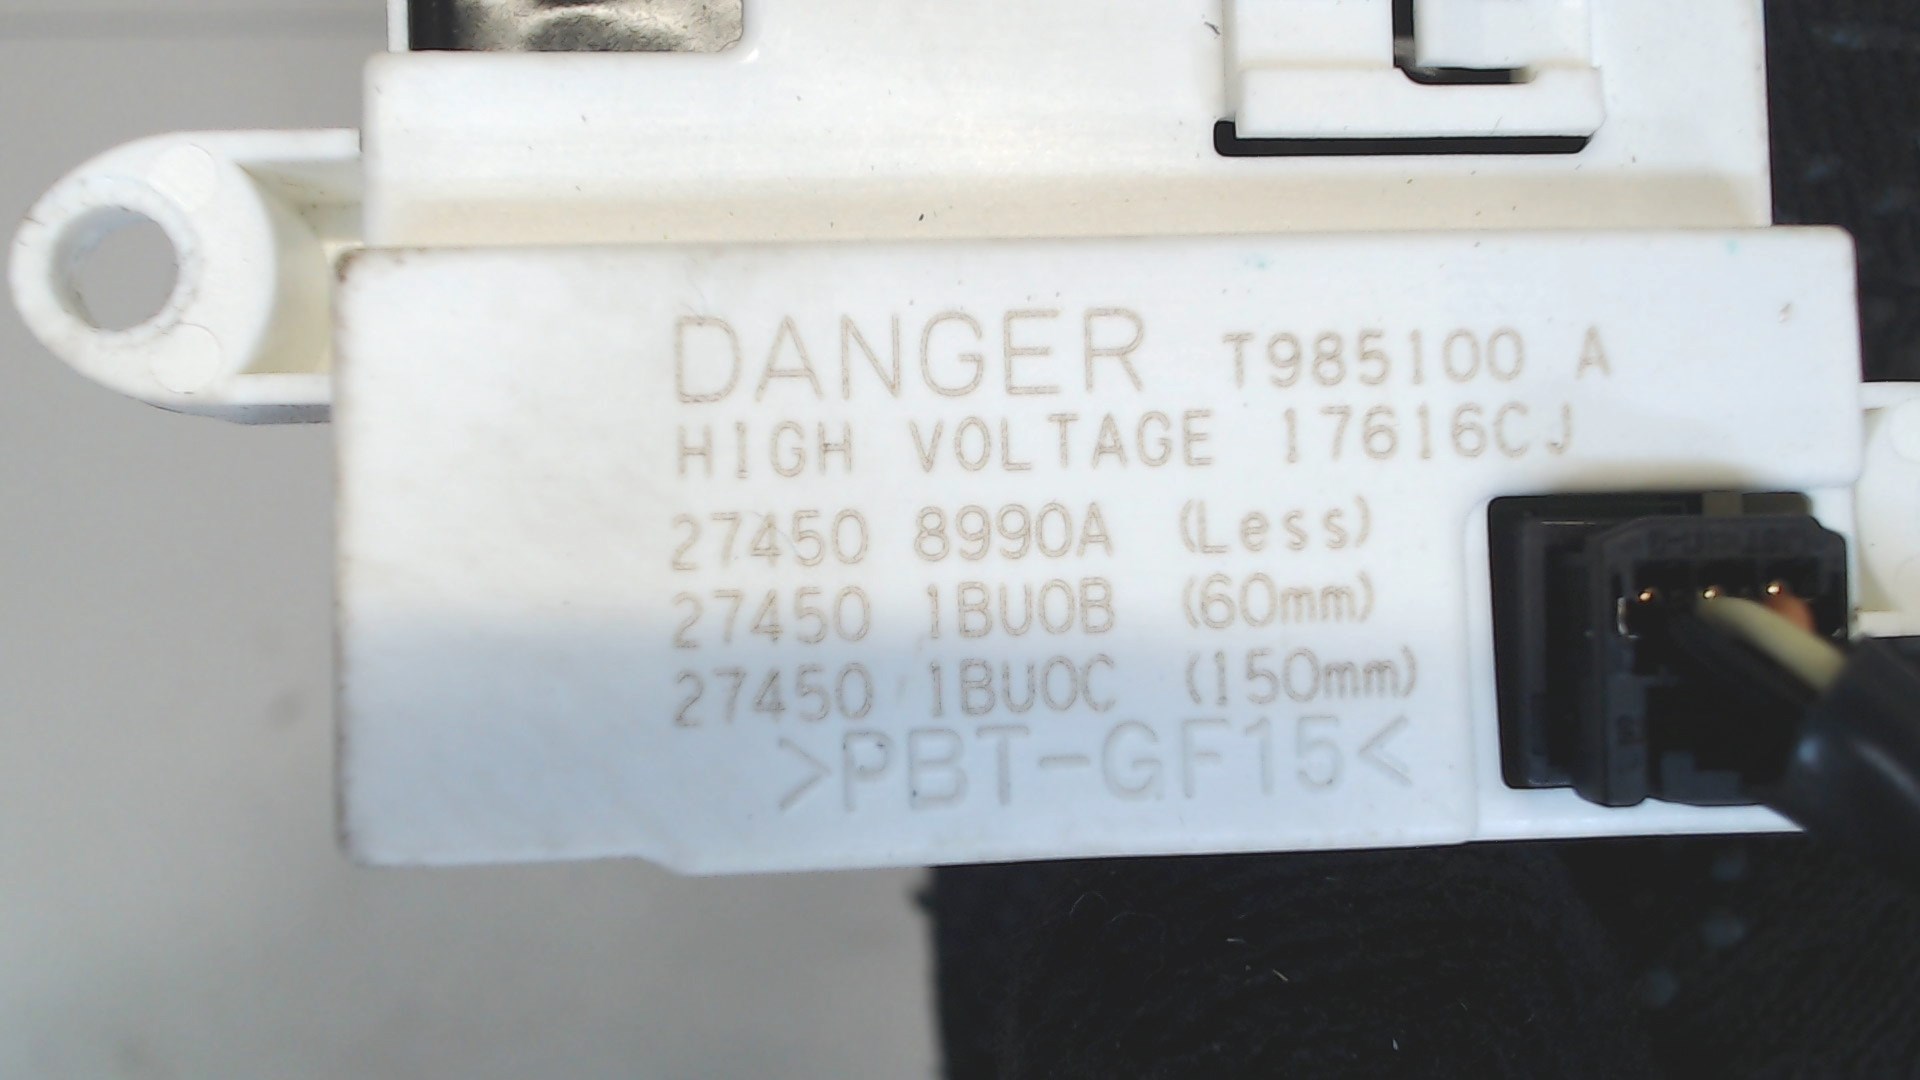 DANGER T985100 A
HIGH VOLTAGE 17616CJ
27450 8990A (Less)
27450 1BU0B (60mm)
27450 1BU0C (150mm)
>PBT-GF15<